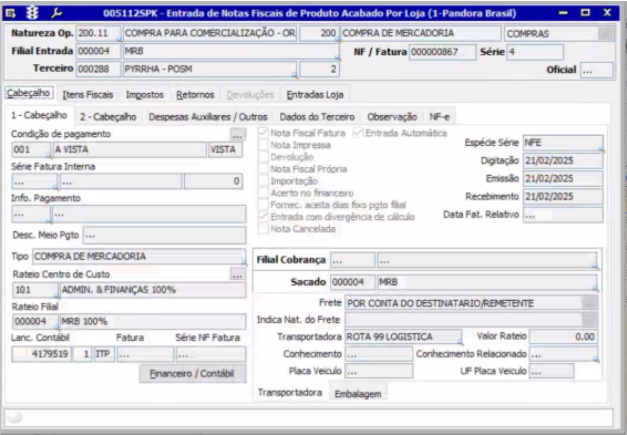 005112SPK - Entrada de Notas Fiscais de Produto Acabado Por Loja (1-Pandora Brasil)
Natureza Op. 200.11 COMPRA PARA COMERCIALIZAÇÃO - OR 200 COMPRA DE MERCADORIA COMPRAS
Filial Entrada 000004 MRB NF / Fatura 000000867 Série 4
Terceiro 000288 PYRRHA - POSM 2 Oficial ...
Cabeçalho Itens Fiscais Impostos Retornos Devoluções Entradas Loja
1 - Cabeçalho 2 - Cabeçalho Despesas Auxiliares / Outros Dados do Terceiro Observação NF-e
Condição de pagamento ...
001 A VISTA VISTA
Série Fatura Interna
... ... 0
Info. Pagamento
... ...
Desc. Meio Pgto ...
Tipo COMPRA DE MERCADORIA
Rateio Centro de Custo ...
101 ADMIN. & FINANÇAS 100%
Rateio Filial
000004 MRB 100%
Lanc. Contábil Fatura Série NF Fatura
4179519 1 ITP ... ...
Financeiro / Contábil
Nota Fiscal Fatura Entrada Automática
Nota Impressa
Devolução
Nota Fiscal Própria
Importação
Acerto no financeiro
Fornec. aceita dias fixo pgto filial
Entrada com divergência de cálculo
Nota Cancelada
Espécie Série NFE
Digitação 21/02/2025
Emissão 21/02/2025
Recebimento 21/02/2025
Data Fat. Relativo ...
Filial Cobrança ... ...
Sacado 000004 MRB
Frete POR CONTA DO DESTINATARIO/REMETENTE
Indica Nat. do Frete
Transportadora ROTA 99 LOGISTICA Valor Rateio 0.00
Conhecimento ... Conhecimento Relacionado ...
Placa Veiculo ... UF Placa Veiculo ...
Transportadora Embalagem